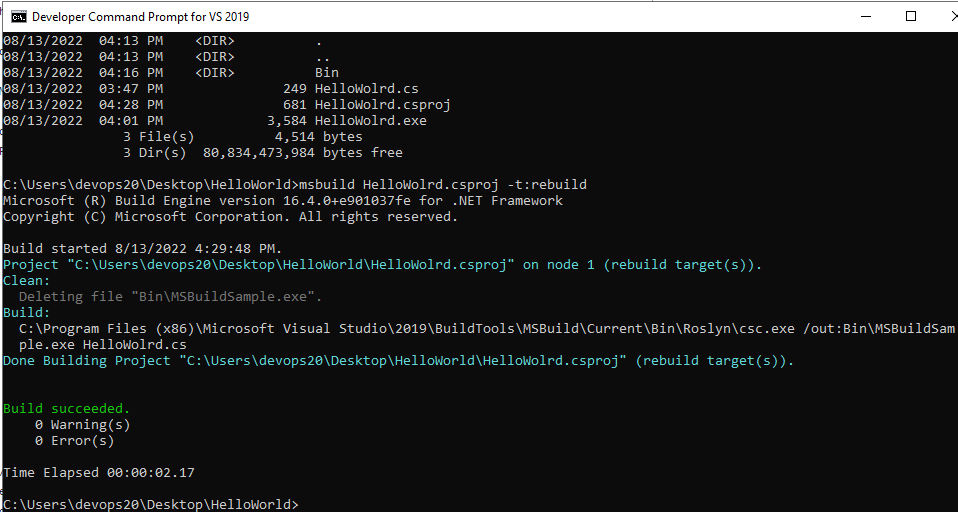 Developer Command Prompt for VS 2019
08/13/2022  04:13 PM    <DIR>          .
08/13/2022  04:13 PM    <DIR>          ..
08/13/2022  04:16 PM    <DIR>          Bin
08/13/2022  03:47 PM               249 HelloWolrd.cs
08/13/2022  04:28 PM               681 HelloWolrd.csproj
08/13/2022  04:01 PM             3,584 HelloWolrd.exe
               3 File(s)          4,514 bytes
               3 Dir(s)  80,834,473,984 bytes free
C:\Users\devops20\Desktop\HelloWorld>msbuild HelloWolrd.csproj -t:rebuild
Microsoft (R) Build Engine version 16.4.0+e901037fe for .NET Framework
Copyright (C) Microsoft Corporation. All rights reserved.
Build started 8/13/2022 4:29:48 PM.
Project "C:\Users\devops20\Desktop\HelloWorld\HelloWolrd.csproj" on node 1 (rebuild target(s)).
Clean:
  Deleting file "Bin\MSBuildSample.exe".
Build:
  C:\Program Files (x86)\Microsoft Visual Studio\2019\BuildTools\MSBuild\Current\Bin\Roslyn\csc.exe /out:Bin\MSBuildSam
  ple.exe HelloWolrd.cs
Done Building Project "C:\Users\devops20\Desktop\HelloWorld\HelloWolrd.csproj" (rebuild target(s)).
Build succeeded.
    0 Warning(s)
    0 Error(s)
Time Elapsed 00:00:02.17
C:\Users\devops20\Desktop\HelloWorld>